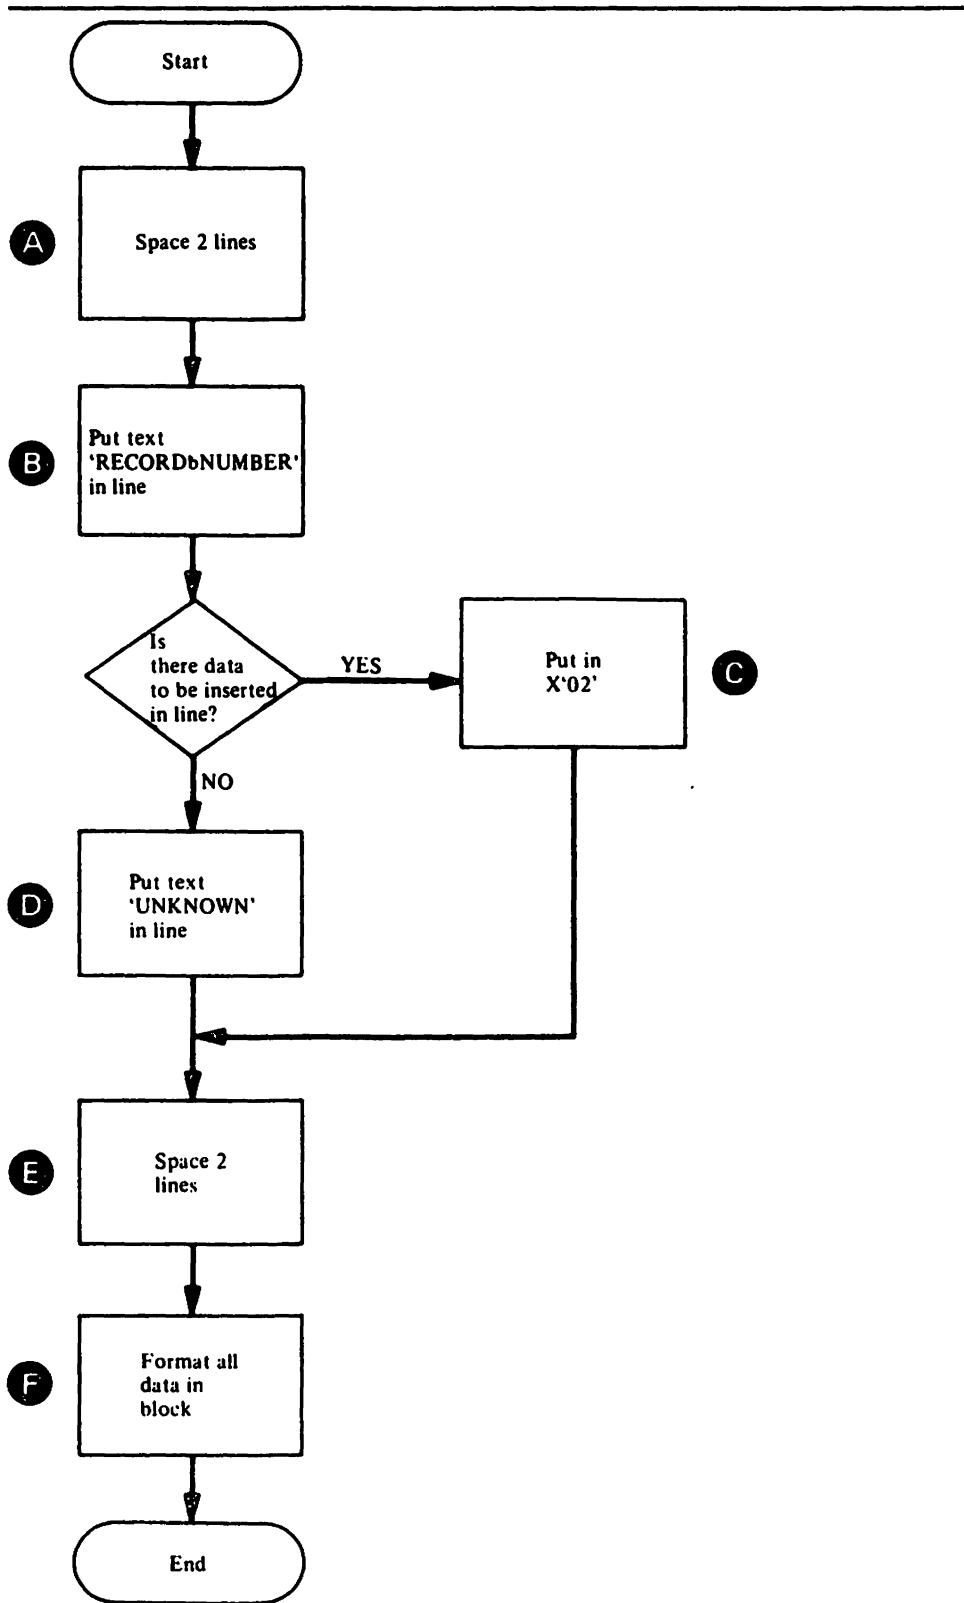 Start
A
Space 2 lines
B
Put text
‘RECORDbNUMBER’
in line
Is
there data
to be inserted
in line?
YES
Put in
X‘02’
C
NO
D
Put text
‘UNKNOWN’
in line
E
Space 2
lines
F
Format all
data in
block
End